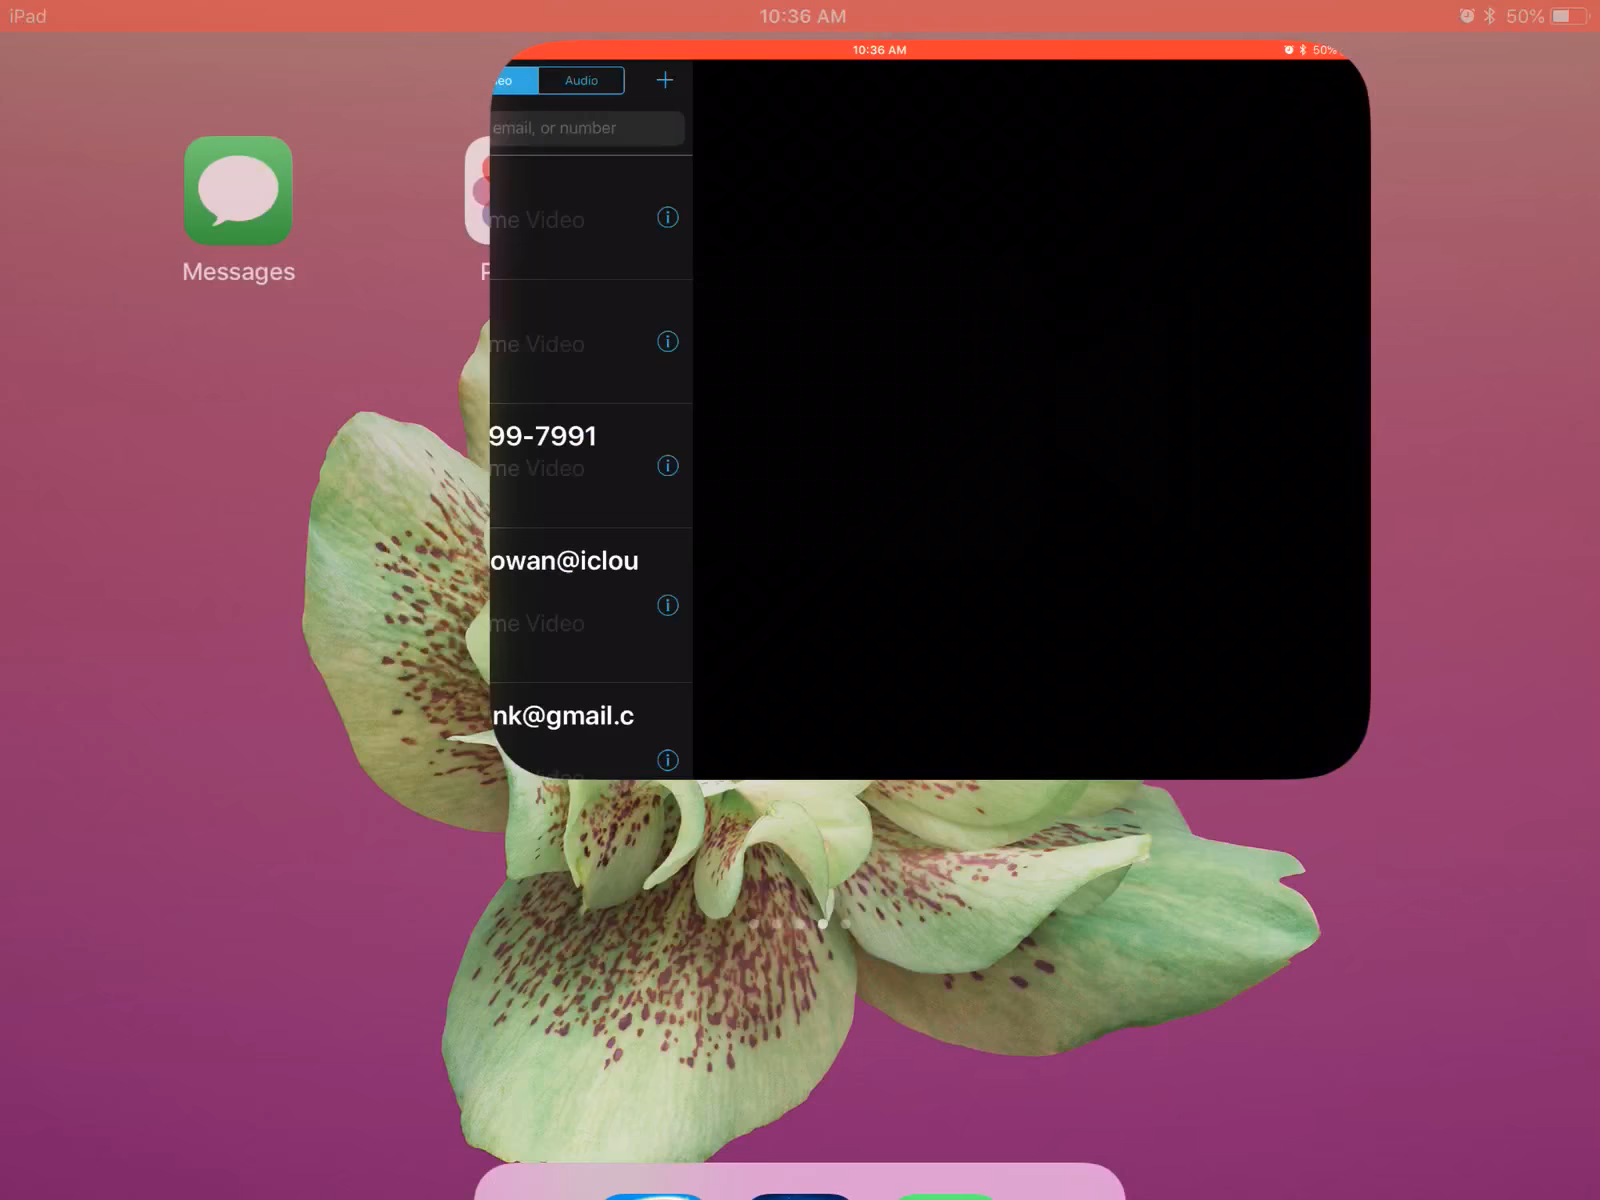 iPad 10:36 AM 50%
10:36 AM 50%
eo Audio
email, or number
Messages
me Video
me Video
99-7991
me Video
owan@iclou
me Video
nk@gmail.c